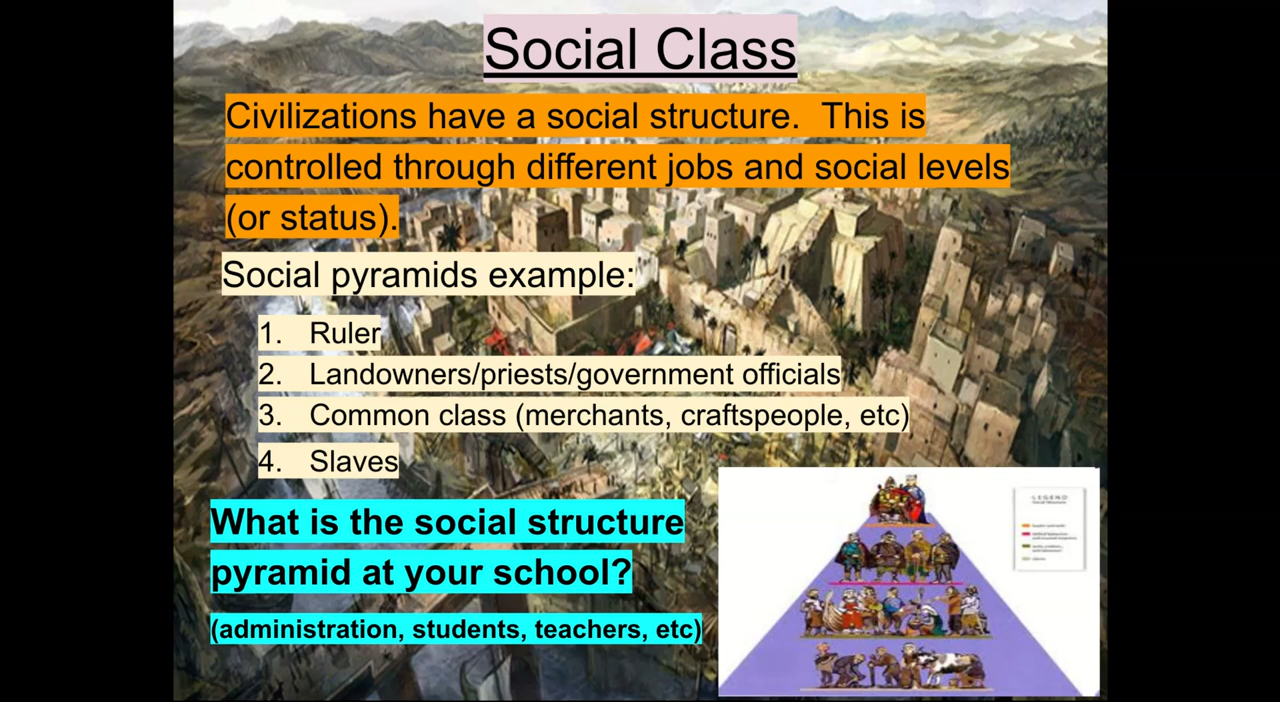 Social Class
Civilizations have a social structure.  This is
controlled through different jobs and social levels
(or status).
Social pyramids example:
1. Ruler
2. Landowners/priests/government officials
3. Common class (merchants, craftspeople, etc)
4. Slaves
What is the social structure
pyramid at your school?
(administration, students, teachers, etc)
LEGEND